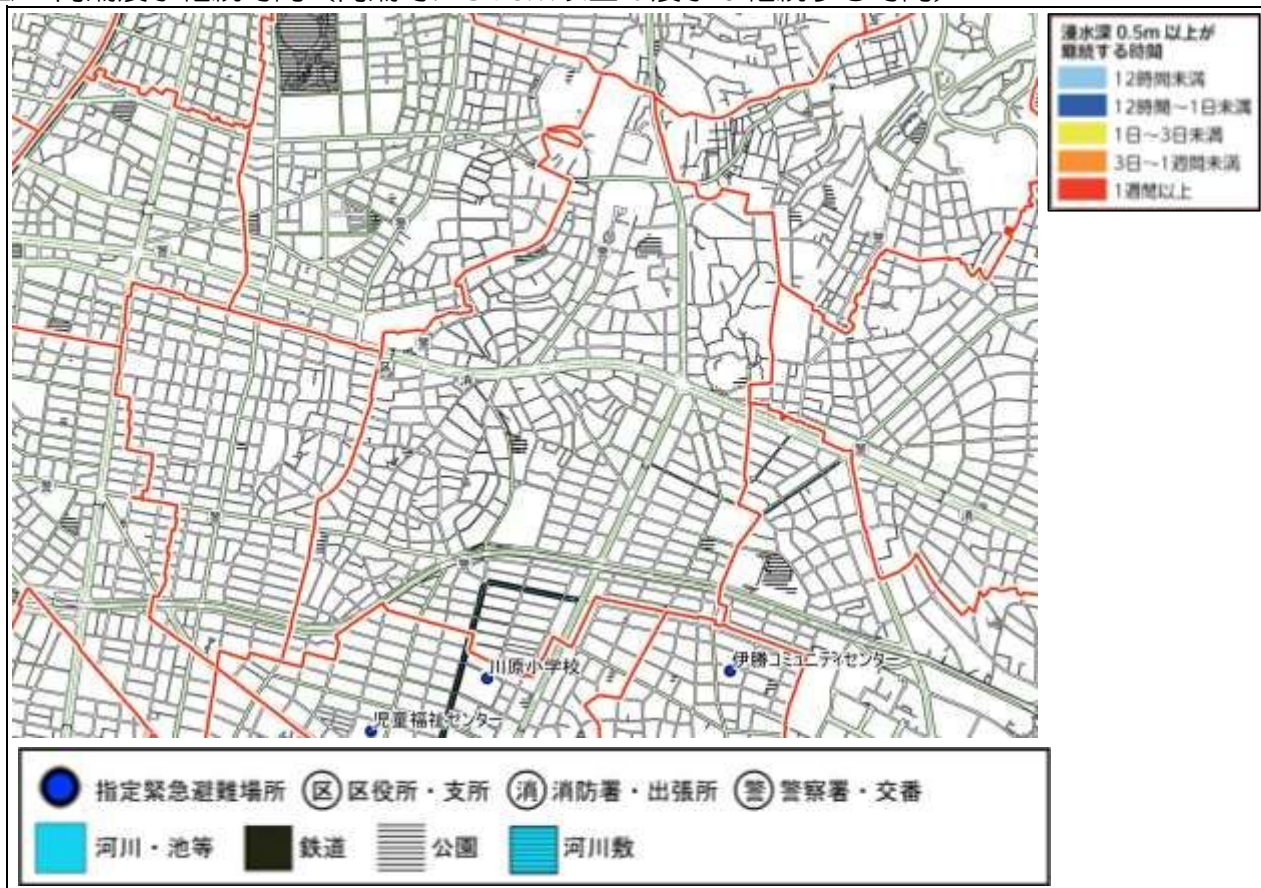 浸水深 0.5m 以上が
継続する時間
12時間未満
12時間～1日未満
1日～3日未満
3日～1週間未満
1週間以上
川原小学校
伊勝コミュニティセンター
児童福祉センター
指定緊急避難場所 区 区役所・支所 消 消防署・出張所 警 警察署・交番
河川・池等 鉄道 公園 河川敷